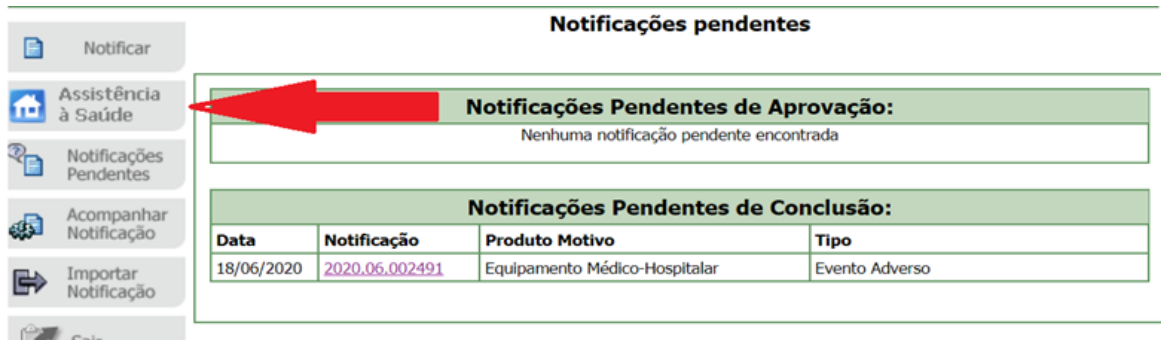 Notificações pendentes
Notificar
Assistência
à Saúde
Notificações
Pendentes
Acompanhar
Notificação
Importar
Notificação
Notificações Pendentes de Aprovação:
Nenhuma notificação pendente encontrada
Notificações Pendentes de Conclusão:
Data Notificação Produto Motivo Tipo
18/06/2020 2020.06.002491 Equipamento Médico-Hospitalar Evento Adverso